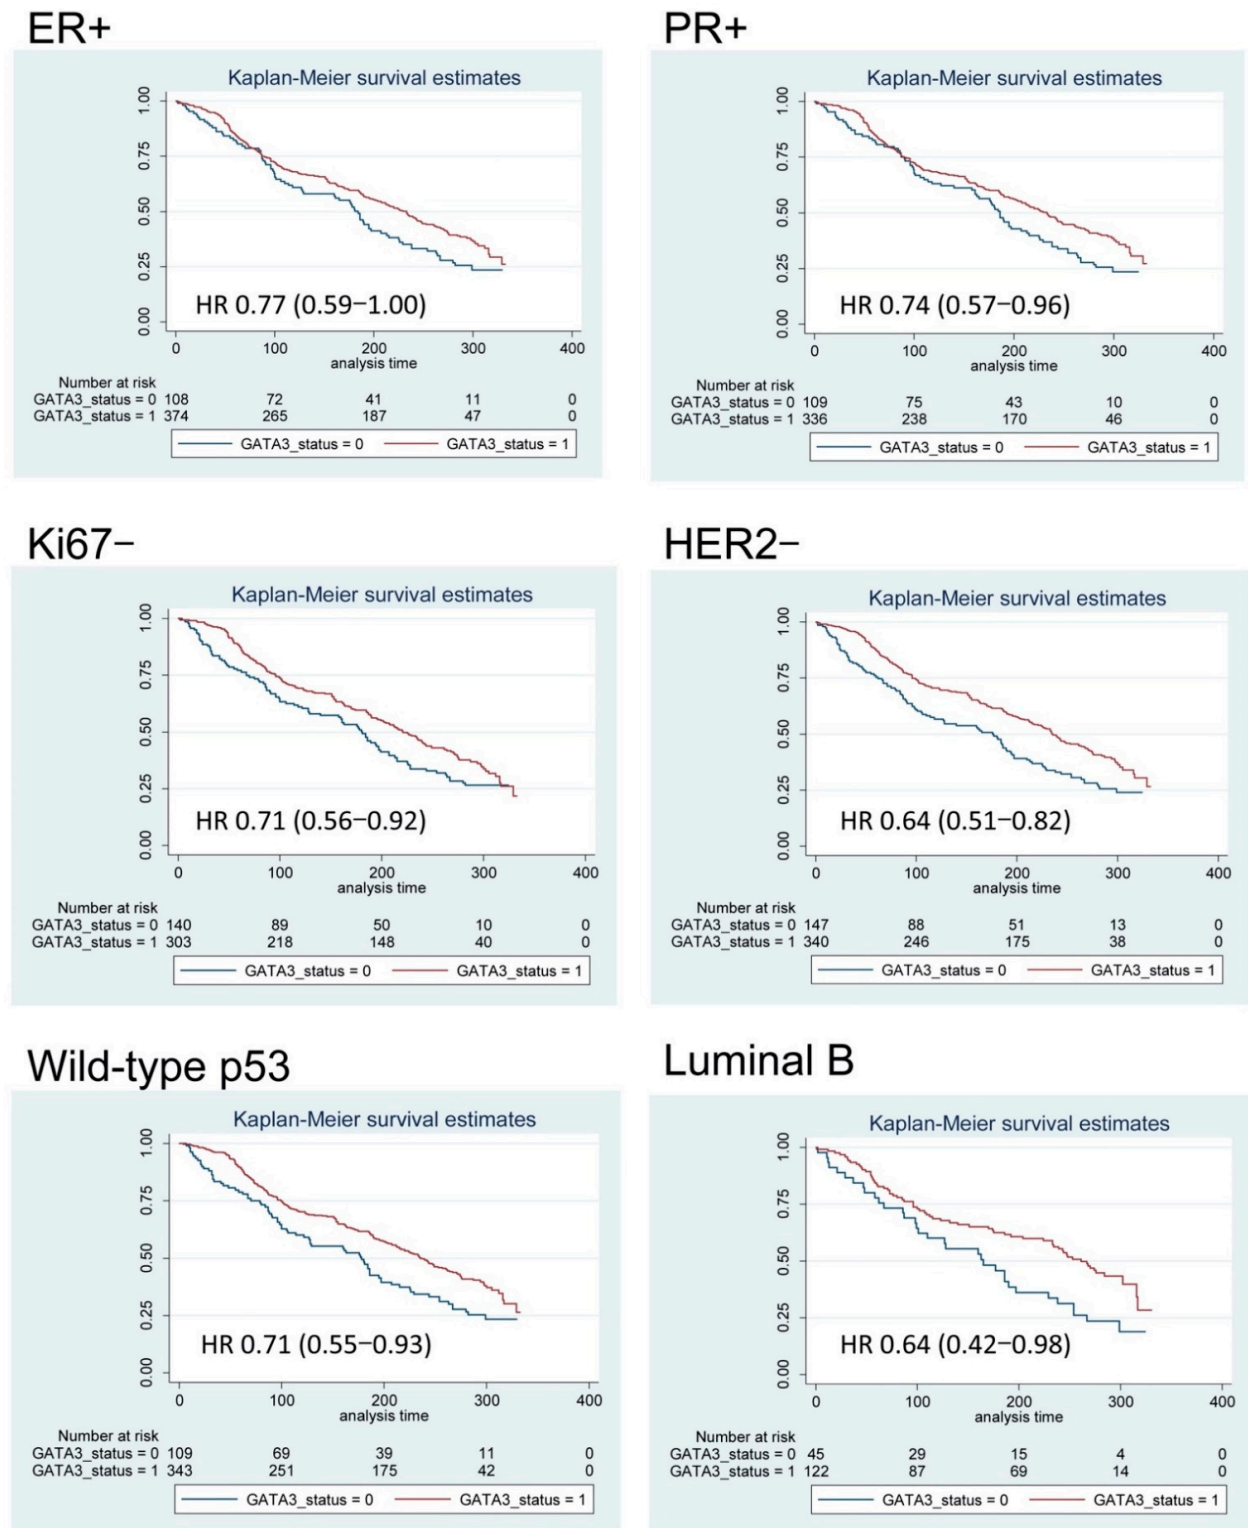 ER+
Kaplan-Meier survival estimates
1.00
0.75
0.50
0.25
0.00
HR 0.77 (0.59–1.00)
0 100 200 300 400
analysis time
Number at risk
GATA3_status = 0 108 72 41 11 0
GATA3_status = 1 374 265 187 47 0
GATA3_status = 0 GATA3_status = 1
PR+
Kaplan-Meier survival estimates
1.00
0.75
0.50
0.25
0.00
HR 0.74 (0.57–0.96)
0 100 200 300 400
analysis time
Number at risk
GATA3_status = 0 109 75 43 10 0
GATA3_status = 1 336 238 170 46 0
GATA3_status = 0 GATA3_status = 1
Ki67–
Kaplan-Meier survival estimates
1.00
0.75
0.50
0.25
0.00
HR 0.71 (0.56–0.92)
0 100 200 300 400
analysis time
Number at risk
GATA3_status = 0 140 89 50 10 0
GATA3_status = 1 303 218 148 40 0
GATA3_status = 0 GATA3_status = 1
HER2–
Kaplan-Meier survival estimates
1.00
0.75
0.50
0.25
0.00
HR 0.64 (0.51–0.82)
0 100 200 300 400
analysis time
Number at risk
GATA3_status = 0 147 88 51 13 0
GATA3_status = 1 340 246 175 38 0
GATA3_status = 0 GATA3_status = 1
Wild-type p53
Kaplan-Meier survival estimates
1.00
0.75
0.50
0.25
0.00
HR 0.71 (0.55–0.93)
0 100 200 300 400
analysis time
Number at risk
GATA3_status = 0 109 69 39 11 0
GATA3_status = 1 343 251 175 42 0
GATA3_status = 0 GATA3_status = 1
Luminal B
Kaplan-Meier survival estimates
1.00
0.75
0.50
0.25
0.00
HR 0.64 (0.42–0.98)
0 100 200 300 400
analysis time
Number at risk
GATA3_status = 0 45 29 15 4 0
GATA3_status = 1 122 87 69 14 0
GATA3_status = 0 GATA3_status = 1